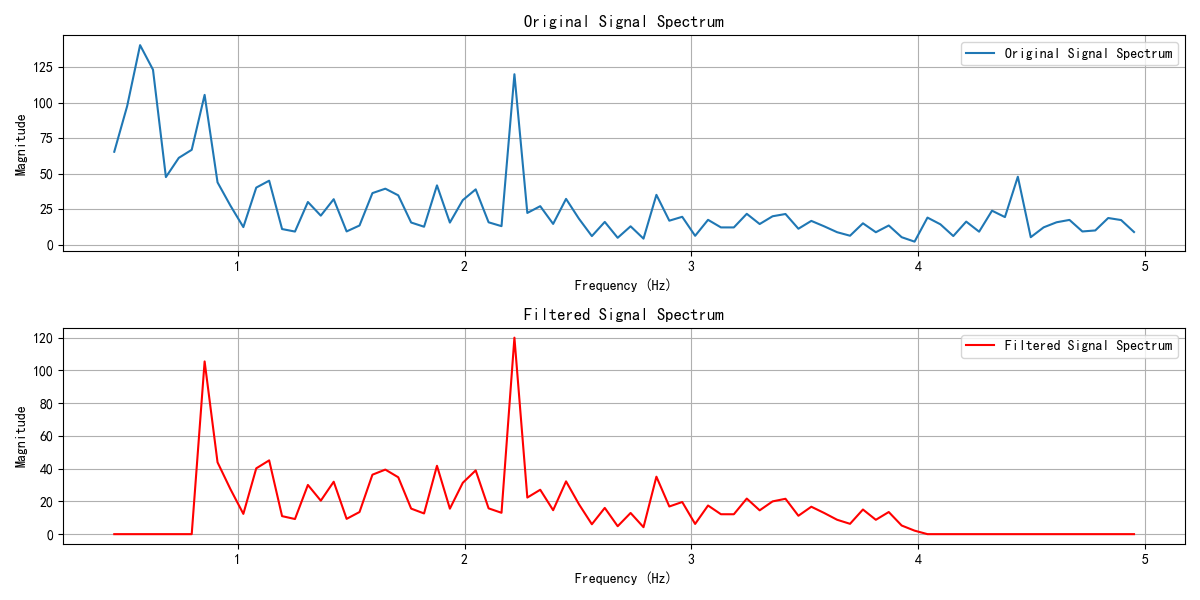 Original Signal Spectrum
Original Signal Spectrum
125
100
75
50
25
0
Magnitude
1 2 3 4 5
Frequency (Hz)
Filtered Signal Spectrum
Filtered Signal Spectrum
120
100
80
60
40
20
0
Magnitude
1 2 3 4 5
Frequency (Hz)